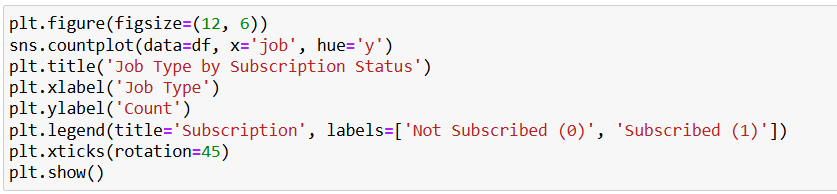 plt.figure(figsize=(12, 6))
sns.countplot(data=df, x='job', hue='y')
plt.title('Job Type by Subscription Status')
plt.xlabel('Job Type')
plt.ylabel('Count')
plt.legend(title='Subscription', labels=['Not Subscribed (0)', 'Subscribed (1)'])
plt.xticks(rotation=45)
plt.show()